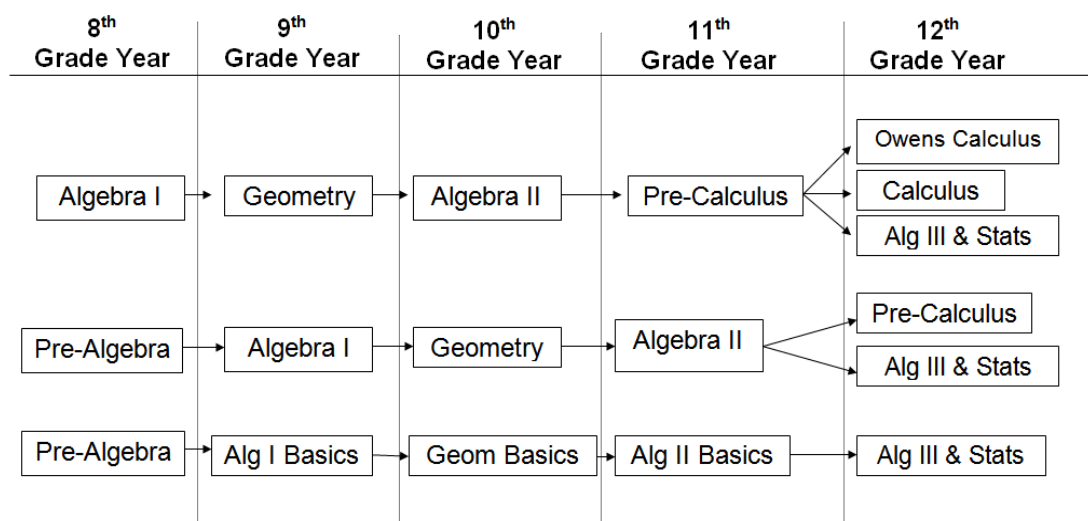 8th 9th 10th 11th 12th
Grade Year Grade Year Grade Year Grade Year Grade Year
Owens Calculus
Algebra I Geometry Algebra II Pre-Calculus Calculus
Alg III & Stats
Pre-Calculus
Pre-Algebra Algebra I Geometry Algebra II
Alg III & Stats
Pre-Algebra Alg I Basics Geom Basics Alg II Basics Alg III & Stats